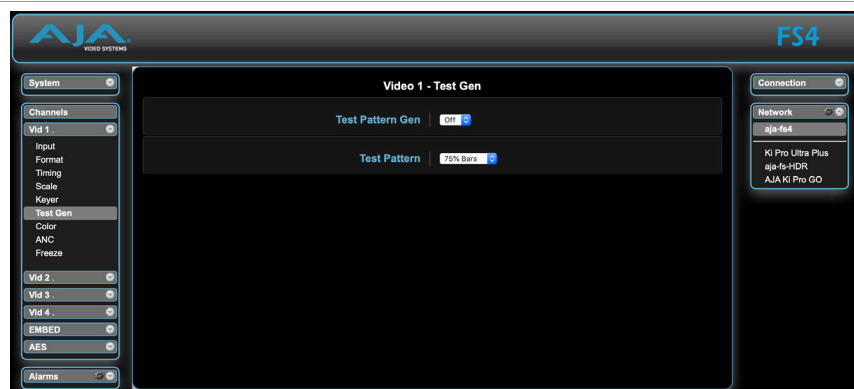 AJA
VIDEO SYSTEMS
FS4
System
Channels
Vid 1 .
Input
Format
Timing
Scale
Keyer
Test Gen
Color
ANC
Freeze
Vid 2 .
Vid 3 .
Vid 4 .
EMBED
AES
Alarms
Video 1 - Test Gen
Test Pattern Gen Off
Test Pattern 75% Bars
Connection
Network
aja-fs4
Ki Pro Ultra Plus
aja-fs-HDR
AJA Ki Pro GO